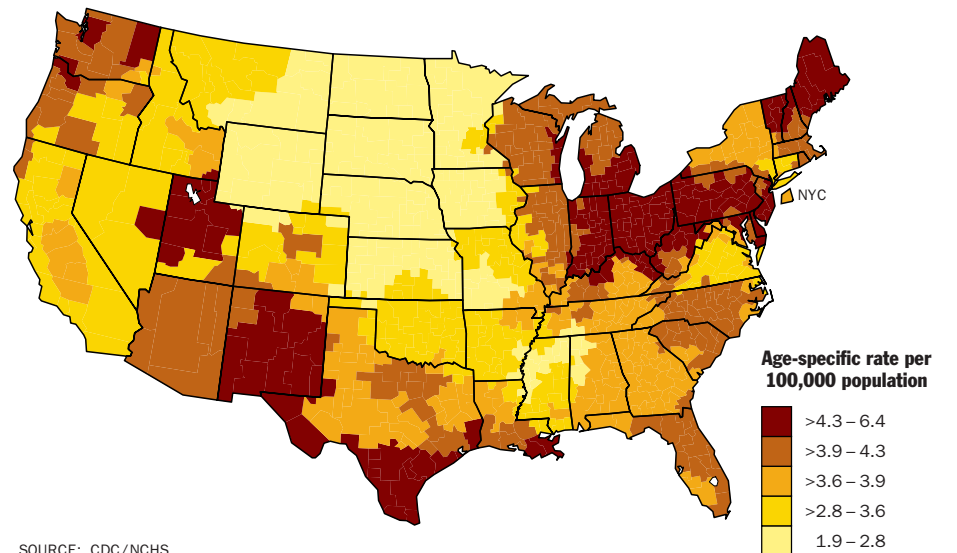 NYC
Age-specific rate per
100,000 population
>4.3 – 6.4
>3.9 – 4.3
>3.6 – 3.9
>2.8 – 3.6
1.9 – 2.8
SOURCE: CDC/NCHS